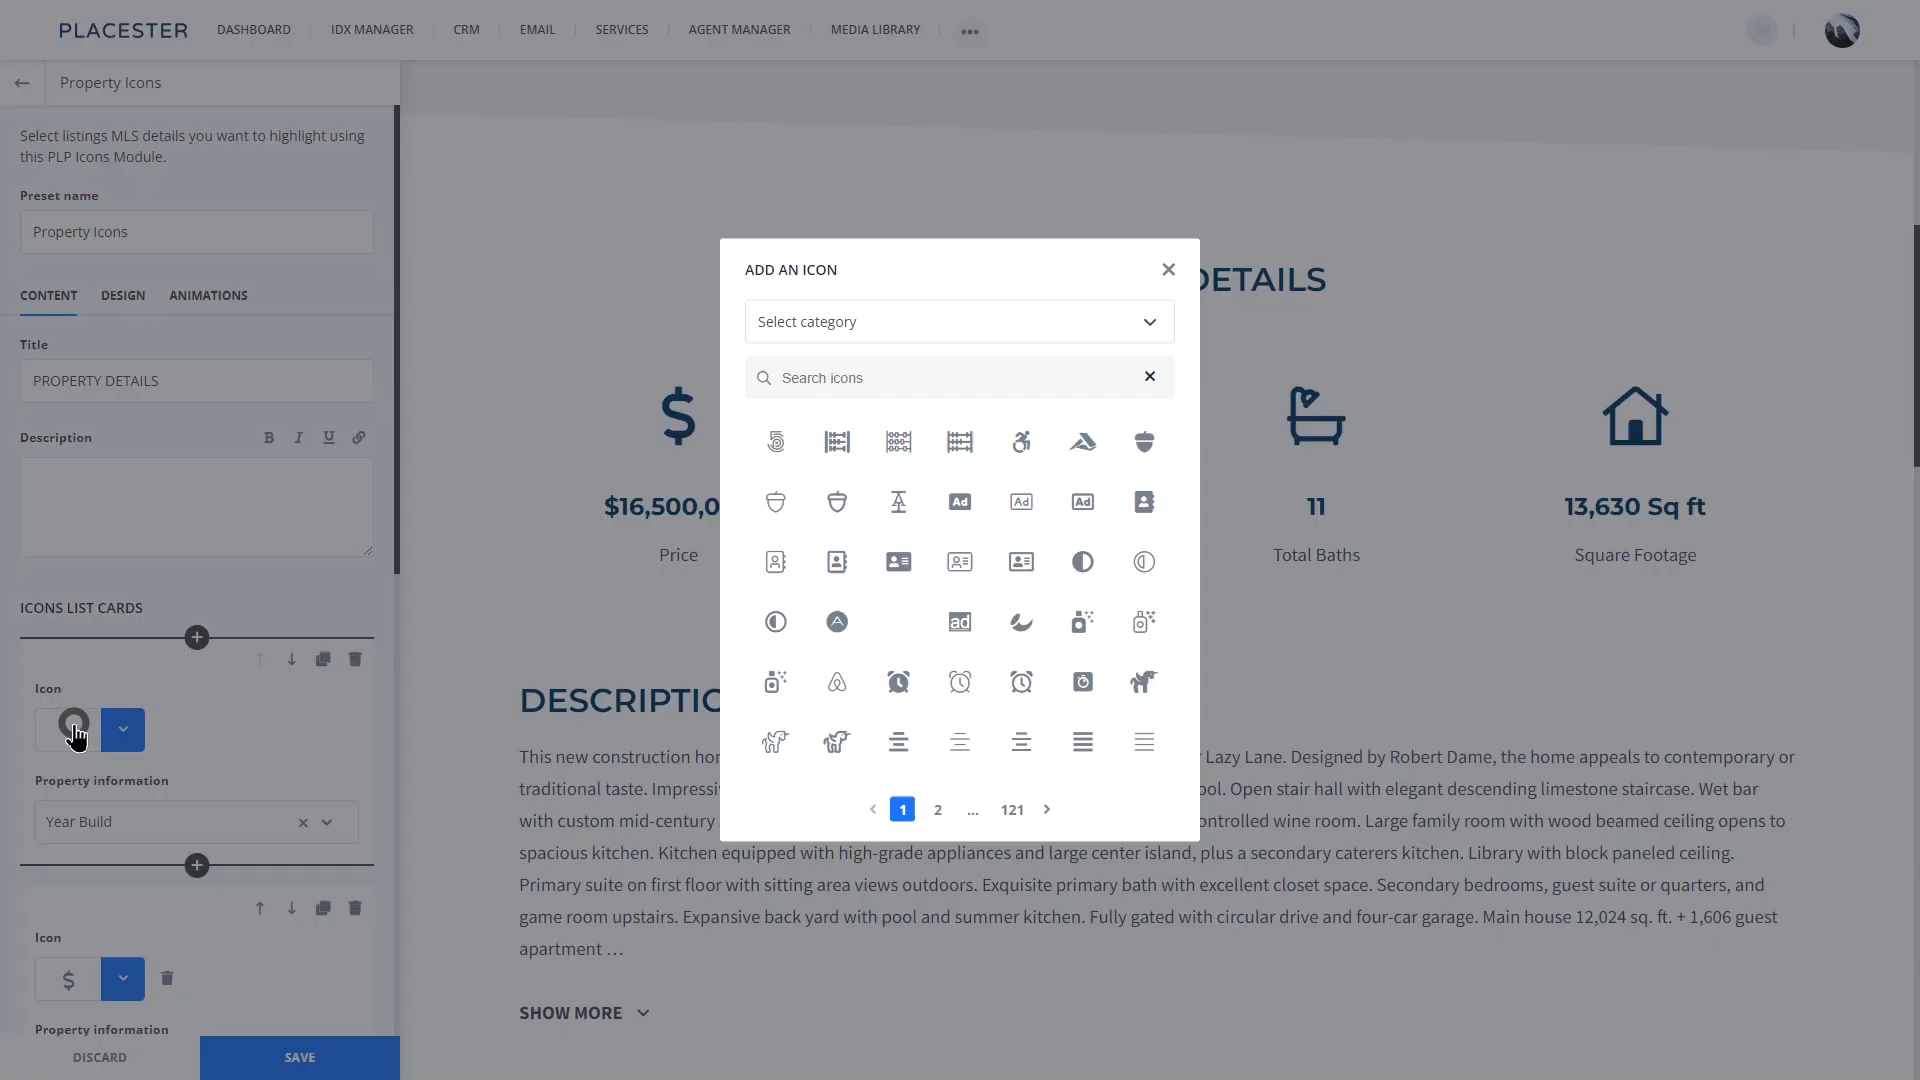 PLACESTER
DASHBOARD
IDX MANAGER
CRM
EMAIL
SERVICES
AGENT MANAGER
MEDIA LIBRARY
Property Icons
Select listings MLS details you want to highlight using
this PLP Icons Module.
Preset name
Property Icons
CONTENT
DESIGN
ANIMATIONS
Title
PROPERTY DETAILS
Description
B I U
ICONS LIST CARDS
Icon
Property information
Year Build
Icon
$
Property information
DISCARD
SAVE
ADD AN ICON
Select category
Search icons
Ad Ad Ad
ad
1 2 ... 121
DETAILS
$
$16,500,0
Price
11
Total Baths
13,630 Sq ft
Square Footage
DESCRIPTIO
This new construction hor Lazy Lane. Designed by Robert Dame, the home appeals to contemporary or
traditional taste. Impressi ool. Open stair hall with elegant descending limestone staircase. Wet bar
with custom mid-century ontrolled wine room. Large family room with wood beamed ceiling opens to
spacious kitchen. Kitchen equipped with high-grade appliances and large center island, plus a secondary caterers kitchen. Library with block paneled ceiling.
Primary suite on first floor with sitting area views outdoors. Exquisite primary bath with excellent closet space. Secondary bedrooms, guest suite or quarters, and
game room upstairs. Expansive back yard with pool and summer kitchen. Fully gated with circular drive and four-car garage. Main house 12,024 sq. ft. + 1,606 guest
apartment …
SHOW MORE